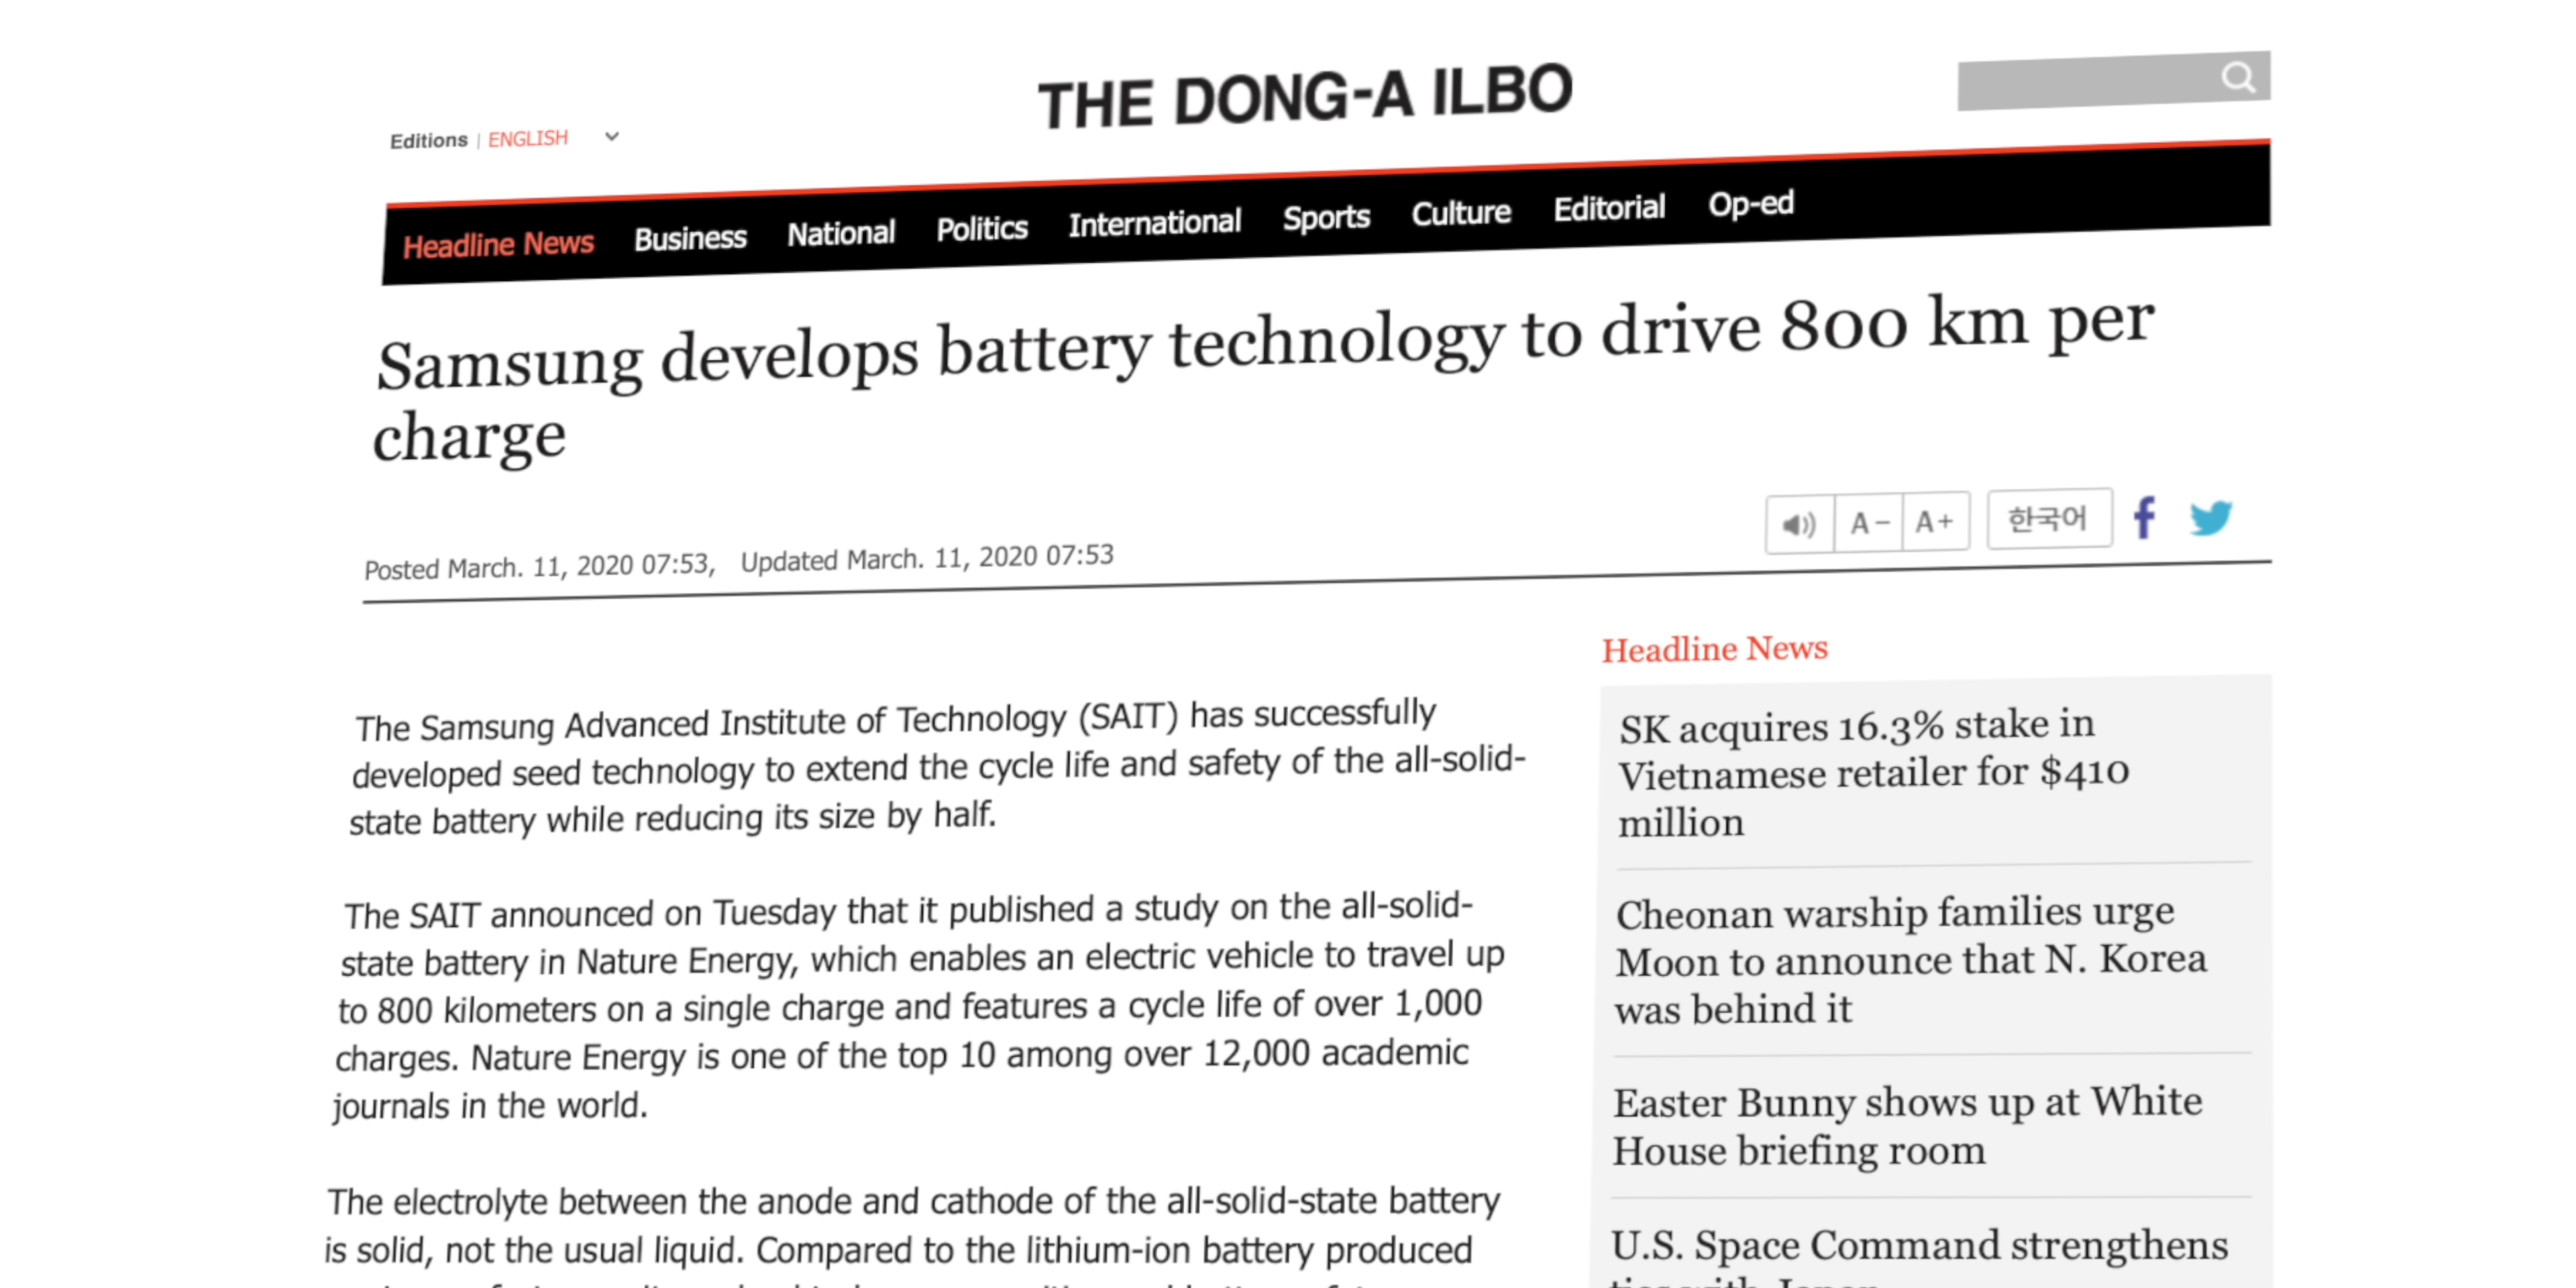 THE DONG-A ILBO
Editions | ENGLISH
Headline News Business National Politics International Sports Culture Editorial Op-ed
Samsung develops battery technology to drive 800 km per
charge
A- A+ 한국어
Posted March. 11, 2020 07:53, Updated March. 11, 2020 07:53
The Samsung Advanced Institute of Technology (SAIT) has successfully
developed seed technology to extend the cycle life and safety of the all-solid-
state battery while reducing its size by half.
The SAIT announced on Tuesday that it published a study on the all-solid-
state battery in Nature Energy, which enables an electric vehicle to travel up
to 800 kilometers on a single charge and features a cycle life of over 1,000
charges. Nature Energy is one of the top 10 among over 12,000 academic
journals in the world.
The electrolyte between the anode and cathode of the all-solid-state battery
is solid, not the usual liquid. Compared to the lithium-ion battery produced
Headline News
SK acquires 16.3% stake in
Vietnamese retailer for $410
million
Cheonan warship families urge
Moon to announce that N. Korea
was behind it
Easter Bunny shows up at White
House briefing room
U.S. Space Command strengthens